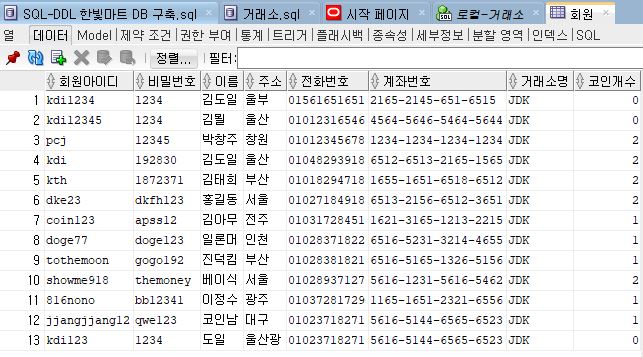 SQL-DDL 한빛마트 DB 구축.sql 거래소.sql 시작 페이지 로컬-거래소 회원
열 데이터 Model 제약 조건 권한 부여 통계 트리거 플래시백 종속성 세부정보 분할 영역 인덱스 SQL
정렬... 필터:
회원아이디 비밀번호 이름 주소 전화번호 계좌번호 거래소명 코인개수
1 kdi1234 1234 김도일 울부 01561651651 2165-2145-651-6515 JDK 0
2 kdi12345 1234 김뭘 울산 01012316546 4564-5646-5464-5644 JDK 0
3 pcj 12345 박창주 창원 01012345678 1234-1234-1234-1234 JDK 2
4 kdi 192830 김도일 울산 01048293918 6512-6513-2165-1565 JDK 2
5 kth 1872371 김태희 부산 01018294718 1655-1651-6518-6512 JDK 2
6 dke23 dkfh123 홍길동 서울 01027184918 6513-2156-6512-3651 JDK 2
7 coin123 apss12 김아무 전주 01031728451 1621-3165-1213-2215 JDK 1
8 doge77 doge123 일론머 인천 01028371822 6516-5231-3214-4655 JDK 1
9 tothemoon gogo192 진덕킴 부산 01028381821 6516-5165-1326-5156 JDK 1
10 showme918 themoney 베이식 서울 01028937127 5616-1231-5616-5462 JDK 2
11 816nono bb12341 이정수 광주 01037281729 1165-1651-2321-6556 JDK 1
12 jjangjjang12 qwe123 코인남 대구 01023718271 5616-5144-6565-6523 JDK 1
13 kdi123 1234 도일 울산광 01023718271 5616-5144-6565-6523 JDK 0